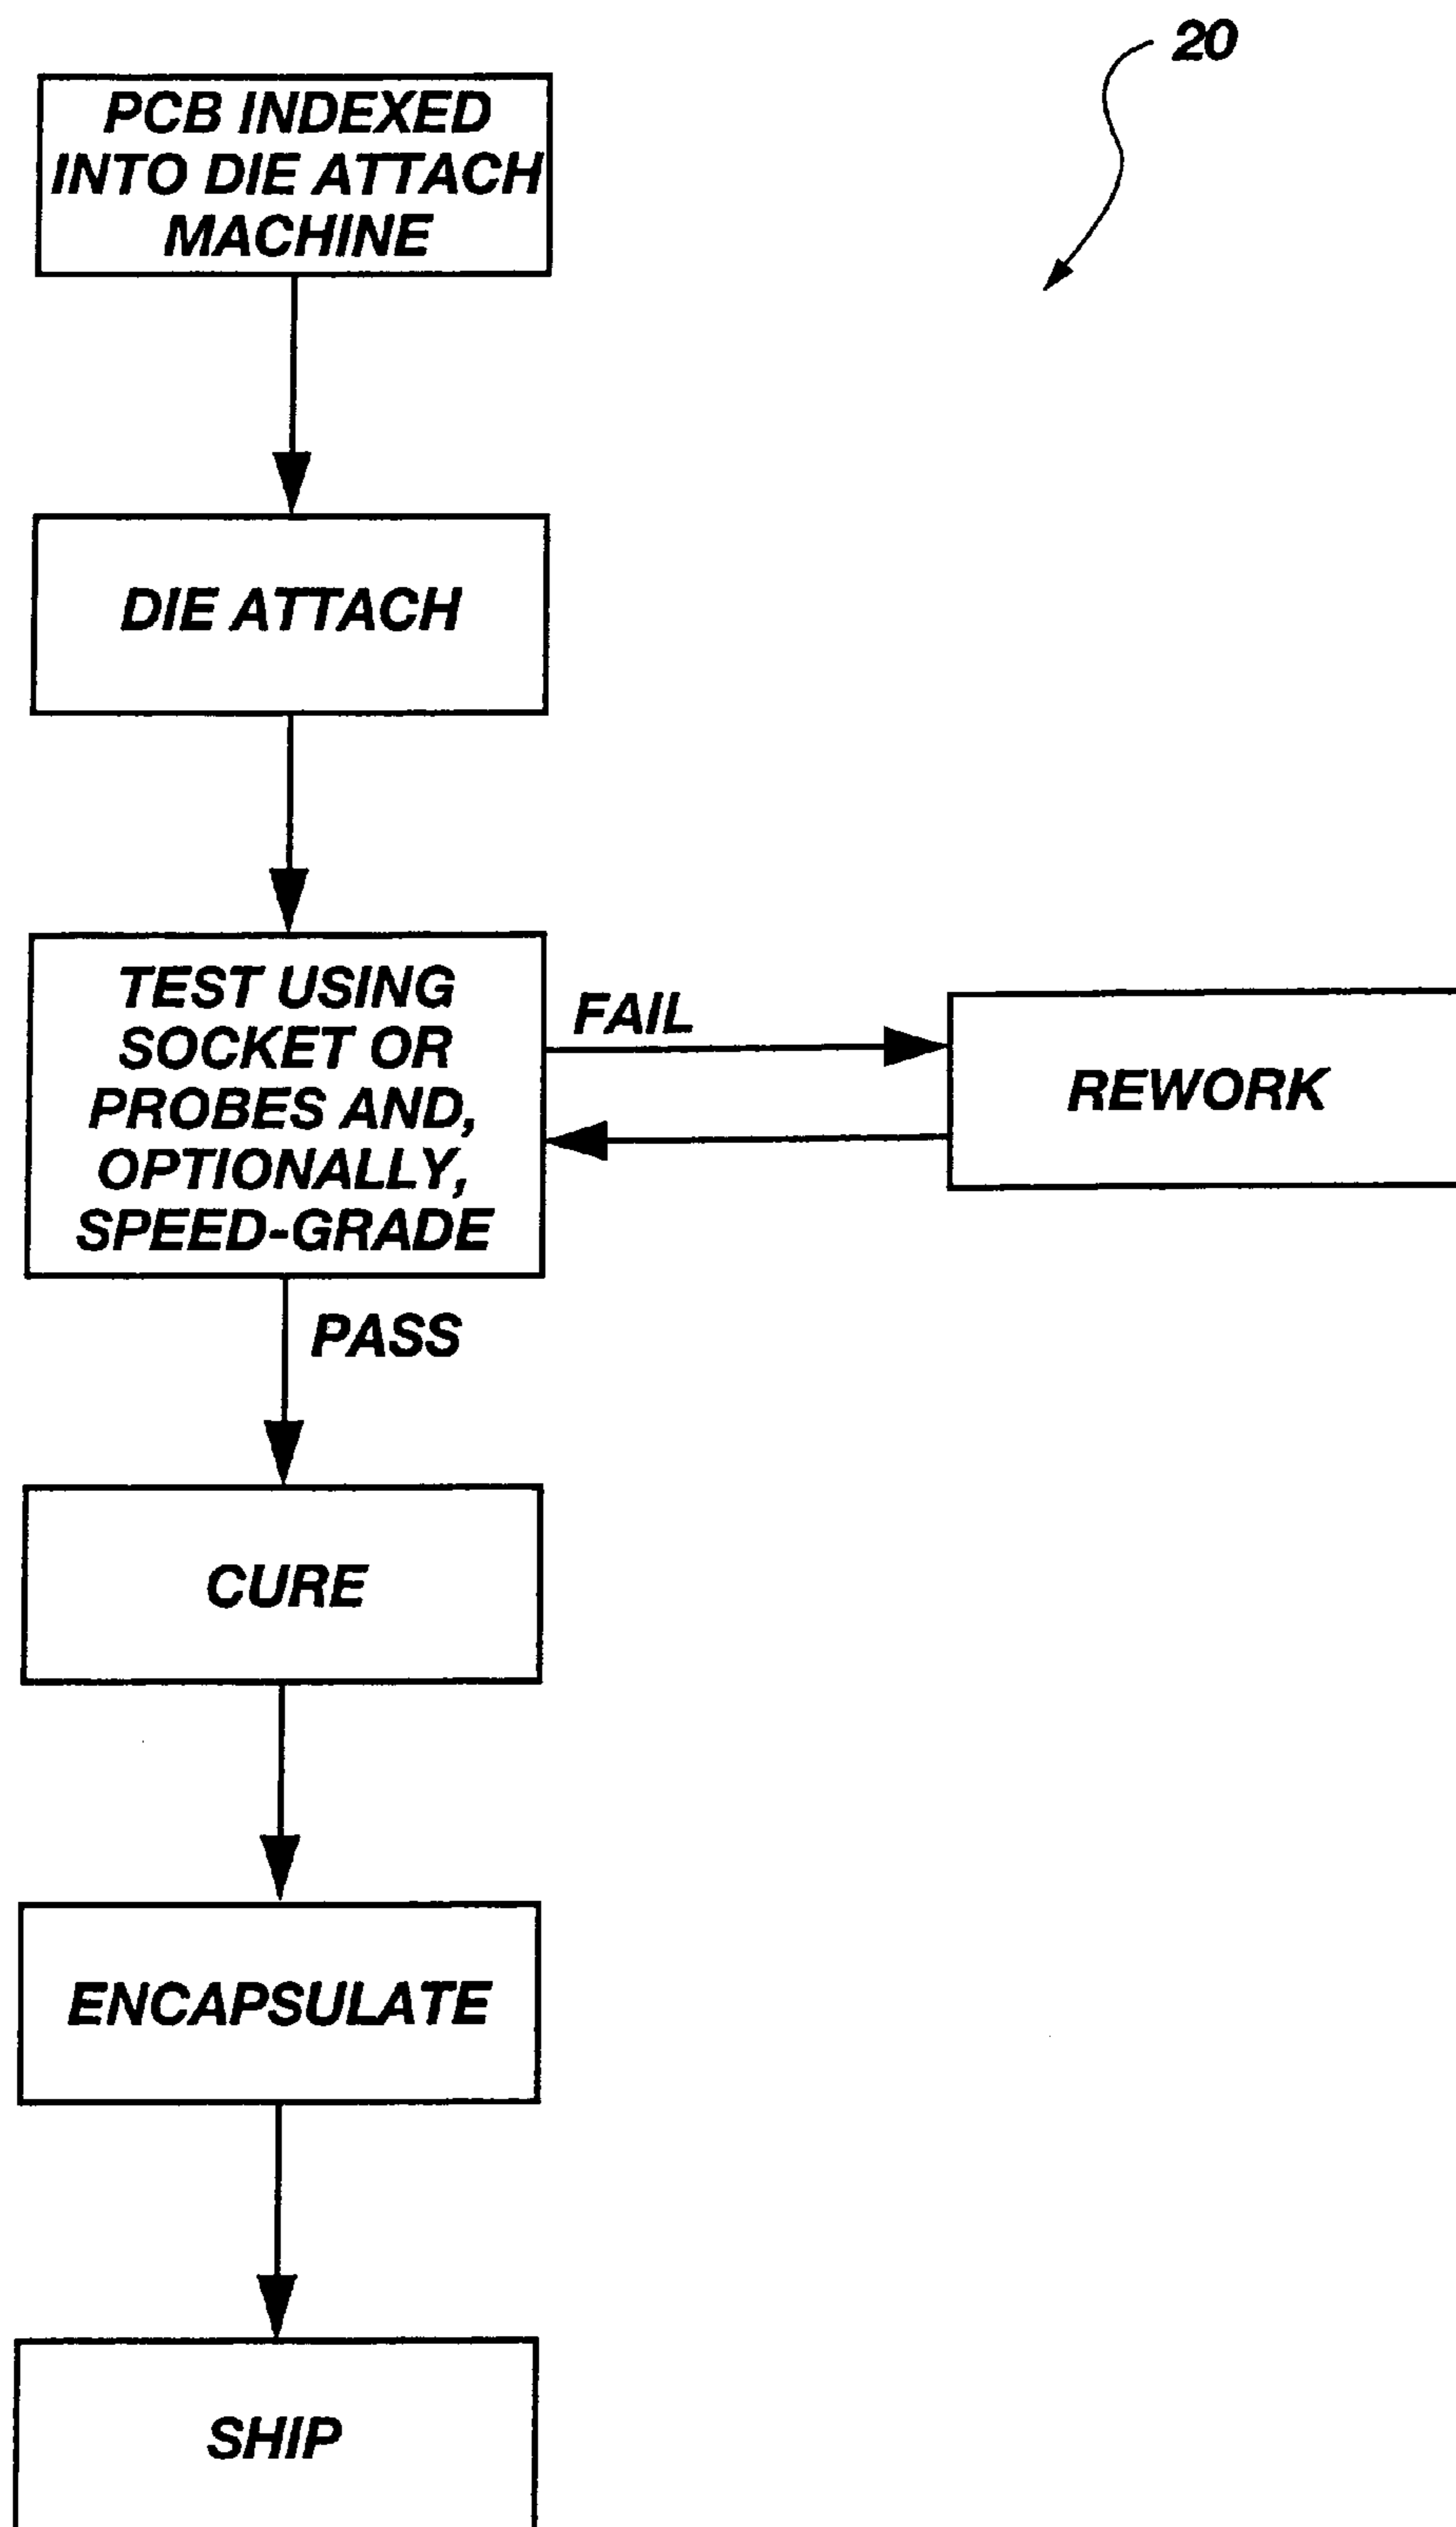 20
PCB INDEXED
INTO DIE ATTACH
MACHINE
DIE ATTACH
TEST USING
SOCKET OR
PROBES AND,
OPTIONALLY,
SPEED-GRADE
FAIL
REWORK
PASS
CURE
ENCAPSULATE
SHIP